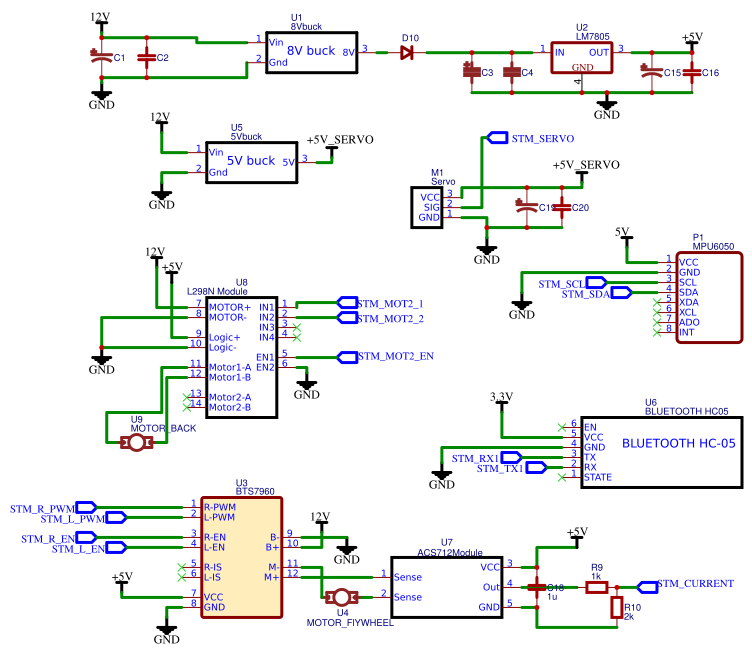 12V
U1
8Vbuck
1
Vin
8V buck
8V
3
2
Gnd
C1
C2
GND
D10
U2
LM7805
1
IN
OUT
3
GND
4
+5V
C3
C4
C15
C16
GND
12V
U5
5Vbuck
1
Vin
5V buck
5V
3
2
Gnd
+5V_SERVO
GND
STM_SERVO
M1
Servo
VCC
3
SIG
2
GND
1
+5V_SERVO
C19
C20
GND
5V
P1
MPU6050
1
VCC
2
GND
3
SCL
4
SDA
5
XDA
6
XCL
7
ADO
8
INT
STM_SCL
STM_SDA
GND
12V
+5V
U8
L298N Module
7
MOTOR+
8
MOTOR-
9
Logic+
10
Logic-
11
Motor1-A
12
Motor1-B
13
Motor2-A
14
Motor2-B
IN1
1
IN2
2
IN3
3
IN4
4
EN1
5
EN2
6
STM_MOT2_1
STM_MOT2_2
STM_MOT2_EN
GND
GND
U9
MOTOR_BACK
3.3V
U6
BLUETOOTH HC05
6
EN
5
VCC
4
GND
3
TX
2
RX
1
STATE
BLUETOOTH HC-05
STM_RX1
STM_TX1
GND
U3
BTS7960
STM_R_PWM
STM_L_PWM
STM_R_EN
STM_L_EN
1
R-PWM
2
L-PWM
3
R-EN
4
L-EN
5
R-IS
6
L-IS
7
VCC
8
GND
B-
9
B+
10
M-
11
M+
12
+5V
GND
12V
GND
U4
MOTOR_FlYWHEEL
U7
ACS712Module
1
Sense
2
Sense
VCC
3
Out
4
GND
5
+5V
C18
1u
R9
1k
R10
2k
STM_CURRENT